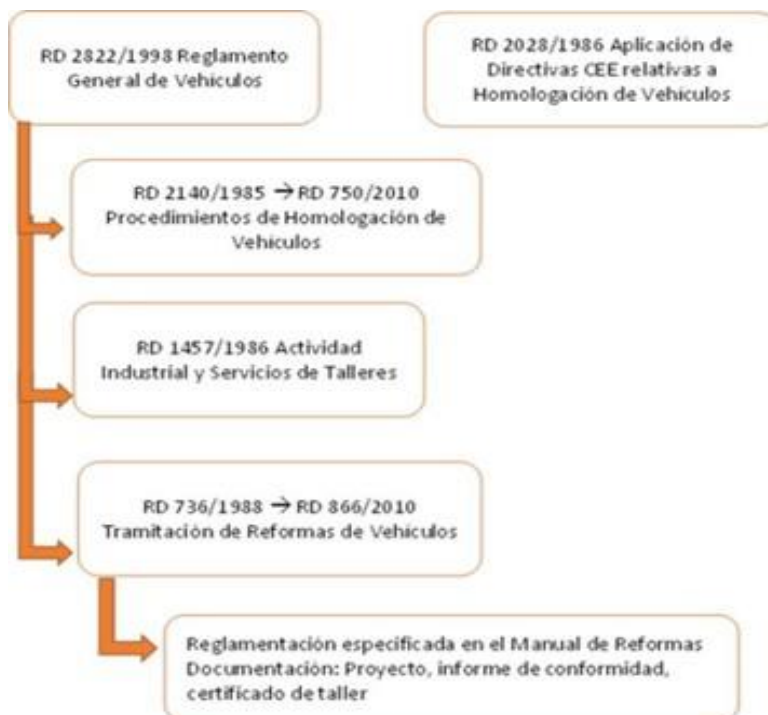 RD 2822/1998 Reglamento
General de Vehículos
RD 2028/1986 Aplicación de
Directivas CEE relativas a
Homologación de Vehículos
RD 2140/1985 → RD 750/2010
Procedimientos de Homologación de
Vehículos
RD 1457/1986 Actividad
Industrial y Servicios de Talleres
RD 736/1988 → RD 866/2010
Tramitación de Reformas de Vehículos
Reglamentación especificada en el Manual de Reformas
Documentación: Proyecto, informe de conformidad,
certificado de taller